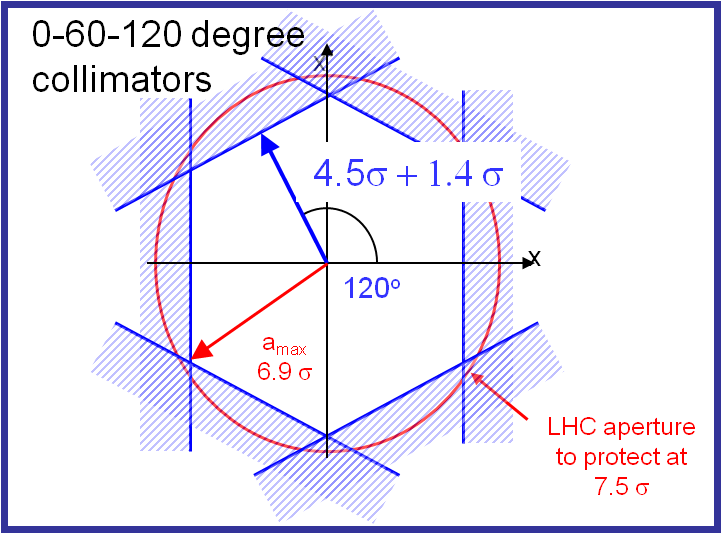 0-60-120 degree
collimators
x
4.5σ + 1.4 σ
x
120°
a_max
6.9 σ
LHC aperture
to protect at
7.5 σ